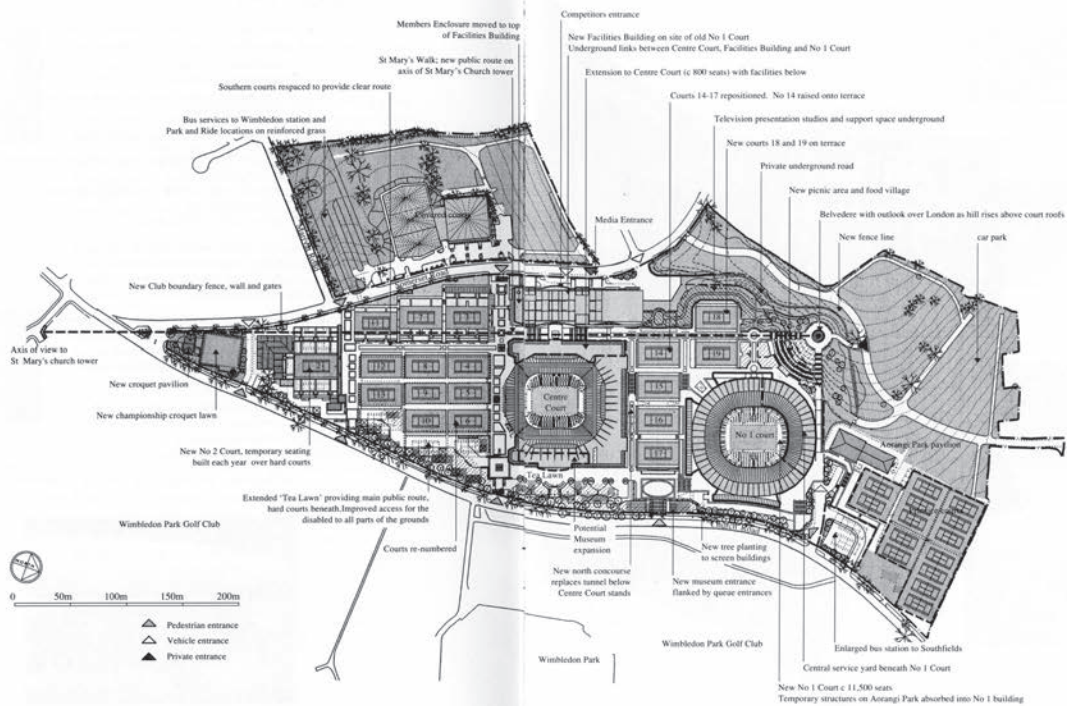 Competitors entrance
Members Enclosure moved to top
of Facilities Building
New Facilities Building on site of old No 1 Court
Underground links between Centre Court, Facilities Building and No 1 Court
St Mary's Walk; new public route on
axis of St Mary's Church tower
Extension to Centre Court (c 800 seats) with facilities below
Southern courts respaced to provide clear route
Courts 14-17 repositioned. No 14 raised onto terrace
Bus services to Wimbledon station and
Park and Ride locations on reinforced grass
Television presentation studios and support space underground
New courts 18 and 19 on terrace
Private underground road
New picnic area and food village
Covered courts
Media Entrance
Belvedere with outlook over London as hill rises above court roofs
New fence line
car park
New Club boundary fence, wall and gates
Axis of view to
St Mary's church tower
New croquet pavilion
New championship croquet lawn
Centre
Court
No 1 court
12
8
4
13
9
5
10
6
15
16
17
19
Aorangi Park pavilion
New No 2 Court, temporary seating
built each year over hard courts
Tea Lawn
Extended 'Tea Lawn' providing main public route,
hard courts beneath.Improved access for the
disabled to all parts of the grounds
Wimbledon Park Golf Club
Courts re-numbered
Potential
Museum
expansion
New tree planting
to screen buildings
New north concourse
replaces tunnel below
Centre Court stands
New museum entrance
flanked by queue entrances
0 50m 100m 150m 200m
Pedestrian entrance
Vehicle entrance
Private entrance
Wimbledon Park
Wimbledon Park Golf Club
Enlarged bus station to Southfields
Central service yard beneath No 1 Court
New No 1 Court c 11,500 seats
Temporary structures on Aorangi Park absorbed into No 1 building